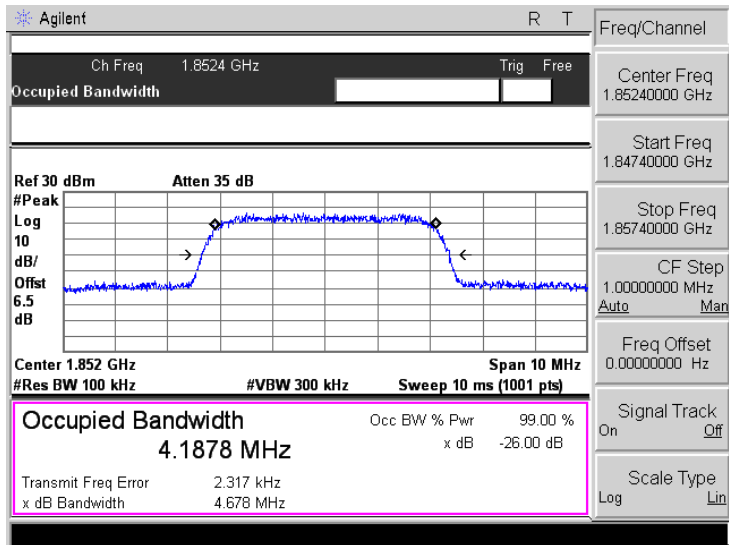 Agilent R T
Ch Freq 1.8524 GHz Trig Free
Occupied Bandwidth
Ref 30 dBm Atten 35 dB
#Peak
Log
10
dB/
Offst
6.5
dB
Center 1.852 GHz Span 10 MHz
#Res BW 100 kHz #VBW 300 kHz Sweep 10 ms (1001 pts)
Occupied Bandwidth Occ BW % Pwr 99.00 %
4.1878 MHz x dB -26.00 dB
Transmit Freq Error 2.317 kHz
x dB Bandwidth 4.678 MHz
Freq/Channel
Center Freq
1.85240000 GHz
Start Freq
1.84740000 GHz
Stop Freq
1.85740000 GHz
CF Step
1.00000000 MHz
Auto Man
Freq Offset
0.00000000 Hz
Signal Track
On Off
Scale Type
Log Lin